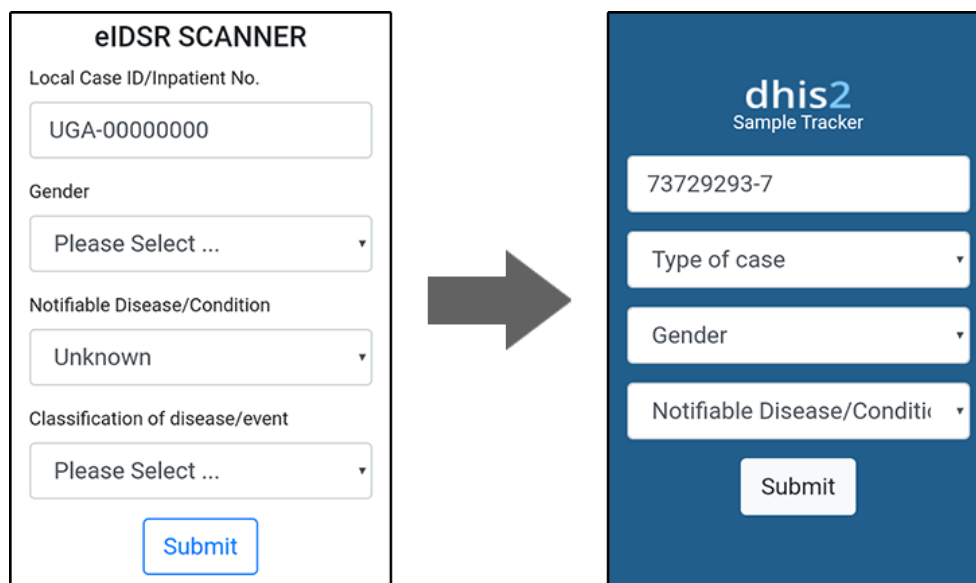 eIDSR SCANNER
Local Case ID/Inpatient No.
UGA-00000000
Gender
Please Select ...
Notifiable Disease/Condition
Unknown
Classification of disease/event
Please Select ...
Submit
dhis2
Sample Tracker
73729293-7
Type of case
Gender
Notifiable Disease/Conditi
Submit